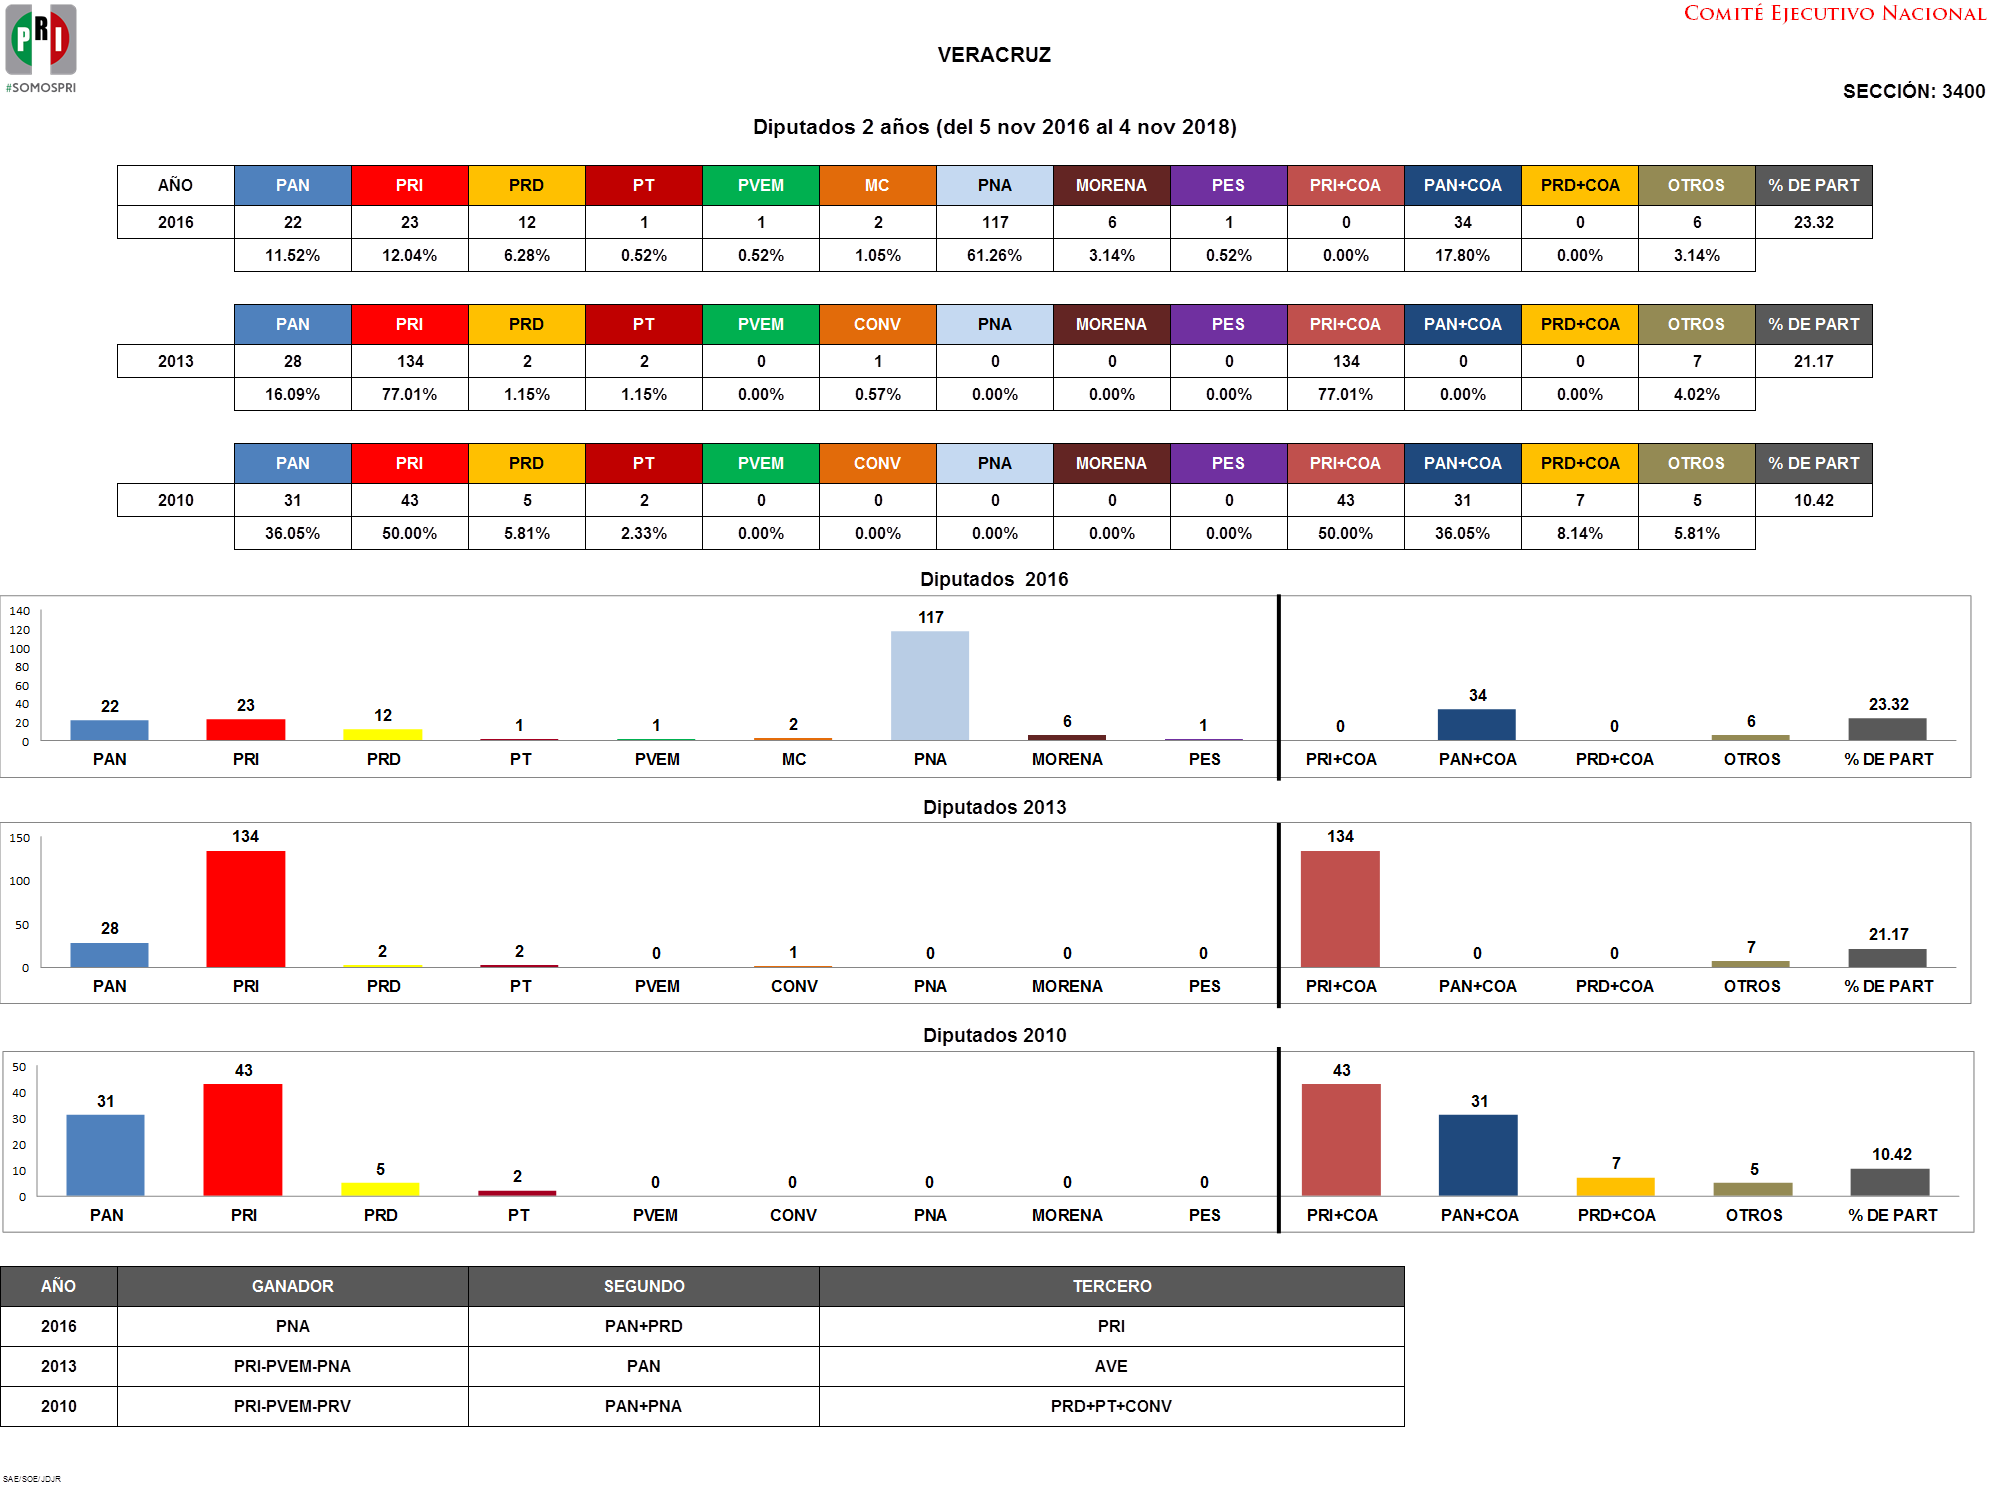 COMITÉ EJECUTIVO NACIONAL
PRI
#SOMOSPRI
VERACRUZ
SECCIÓN: 3400
Diputados 2 años (del 5 nov 2016 al 4 nov 2018)
AÑO PAN PRI PRD PT PVEM MC PNA MORENA PES PRI+COA PAN+COA PRD+COA OTROS % DE PART
2016 22 23 12 1 1 2 117 6 1 0 34 0 6 23.32
11.52% 12.04% 6.28% 0.52% 0.52% 1.05% 61.26% 3.14% 0.52% 0.00% 17.80% 0.00% 3.14%
PAN PRI PRD PT PVEM CONV PNA MORENA PES PRI+COA PAN+COA PRD+COA OTROS % DE PART
2013 28 134 2 2 0 1 0 0 0 134 0 0 7 21.17
16.09% 77.01% 1.15% 1.15% 0.00% 0.57% 0.00% 0.00% 0.00% 77.01% 0.00% 0.00% 4.02%
PAN PRI PRD PT PVEM CONV PNA MORENA PES PRI+COA PAN+COA PRD+COA OTROS % DE PART
2010 31 43 5 2 0 0 0 0 0 43 31 7 5 10.42
36.05% 50.00% 5.81% 2.33% 0.00% 0.00% 0.00% 0.00% 0.00% 50.00% 36.05% 8.14% 5.81%
Diputados 2016
140
120
100
80
60
40
20
0
22 23 12 1 1 2 117 6 1 0 34 0 6 23.32
PAN PRI PRD PT PVEM MC PNA MORENA PES PRI+COA PAN+COA PRD+COA OTROS % DE PART
Diputados 2013
150
100
50
0
28 134 2 2 0 1 0 0 0 134 0 0 7 21.17
PAN PRI PRD PT PVEM CONV PNA MORENA PES PRI+COA PAN+COA PRD+COA OTROS % DE PART
Diputados 2010
50
40
30
20
10
0
31 43 5 2 0 0 0 0 0 43 31 7 5 10.42
PAN PRI PRD PT PVEM CONV PNA MORENA PES PRI+COA PAN+COA PRD+COA OTROS % DE PART
AÑO GANADOR SEGUNDO TERCERO
2016 PNA PAN+PRD PRI
2013 PRI-PVEM-PNA PAN AVE
2010 PRI-PVEM-PRV PAN+PNA PRD+PT+CONV
SAE/SOE/JDJR